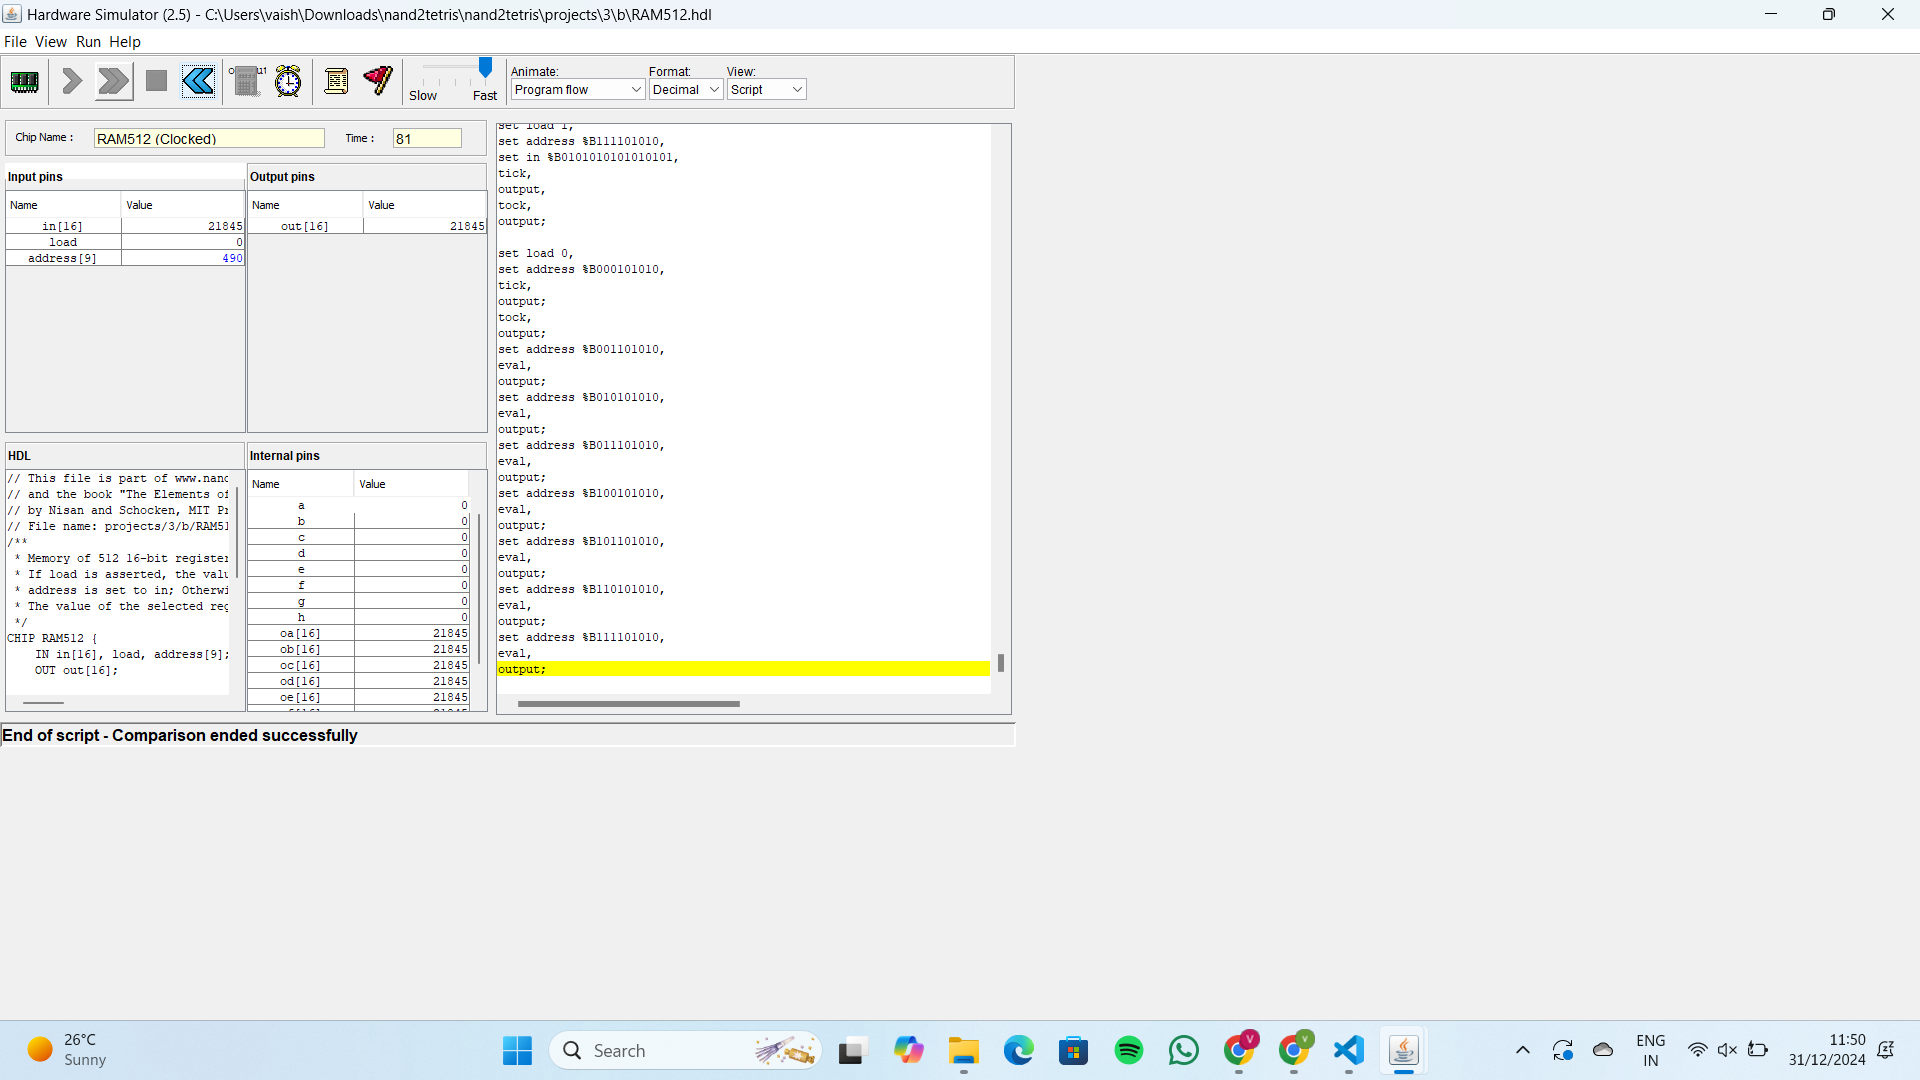 Hardware Simulator (2.5) - C:\Users\vaish\Downloads\nand2tetris\nand2tetris\projects\3\b\RAM512.hdl
File View Run Help
Slow
Fast
Animate:
Program flow
Format:
Decimal
View:
Script
Chip Name :
RAM512 (Clocked)
Time :
81
Input pins
Name Value
in[16] 21845
load 0
address[9] 490
Output pins
Name Value
out[16] 21845
HDL
// This file is part of www.nand
// and the book "The Elements of
// by Nisan and Schocken, MIT Pr
// File name: projects/3/b/RAM51
/**
* Memory of 512 16-bit register
* If load is asserted, the valu
* address is set to in; Otherwi
* The value of the selected reg
*/
CHIP RAM512 {
IN in[16], load, address[9];
OUT out[16];
Internal pins
Name Value
a 0
b 0
c 0
d 0
e 0
f 0
g 0
h 0
oa[16] 21845
ob[16] 21845
oc[16] 21845
od[16] 21845
oe[16] 21845
set load 1,
set address %B111101010,
set in %B0101010101010101,
tick,
output,
tock,
output;
set load 0,
set address %B000101010,
tick,
output;
tock,
output;
set address %B001101010,
eval,
output;
set address %B010101010,
eval,
output;
set address %B011101010,
eval,
output;
set address %B100101010,
eval,
output;
set address %B101101010,
eval,
output;
set address %B110101010,
eval,
output;
set address %B111101010,
eval,
output;
End of script - Comparison ended successfully
26°C
Sunny
Search
V
V
ENG
IN
11:50
31/12/2024